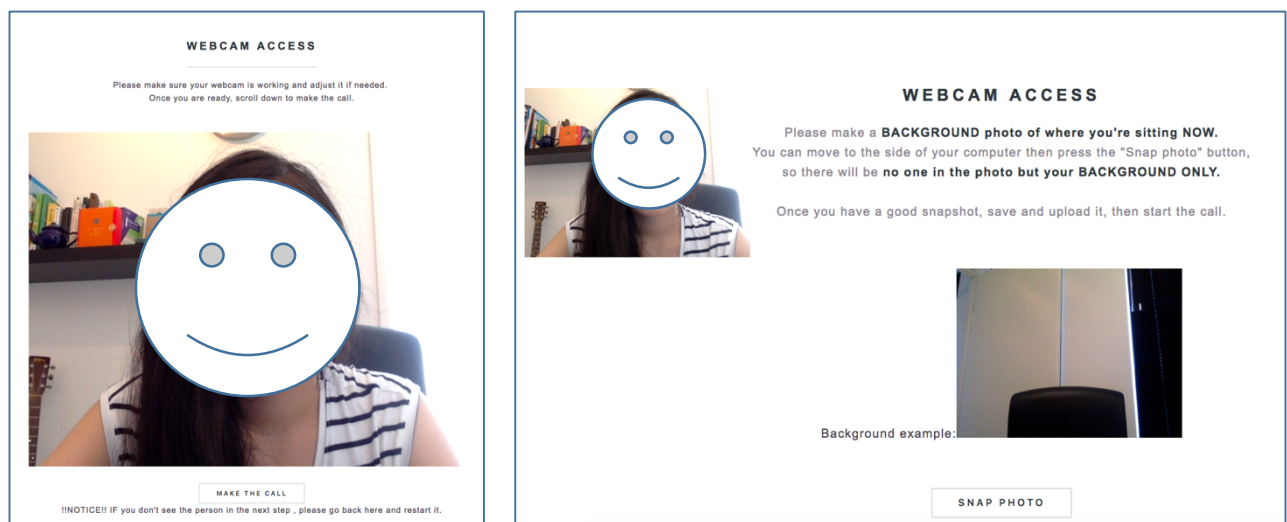 WEBCAM ACCESS
Please make sure your webcam is working and adjust it if needed.
Once you are ready, scroll down to make the call.
MAKE THE CALL
!!NOTICE!! IF you don't see the person in the next step , please go back here and restart it.
WEBCAM ACCESS
Please make a BACKGROUND photo of where you're sitting NOW.
You can move to the side of your computer then press the "Snap photo" button,
so there will be no one in the photo but your BACKGROUND ONLY.
Once you have a good snapshot, save and upload it, then start the call.
Background example:
SNAP PHOTO